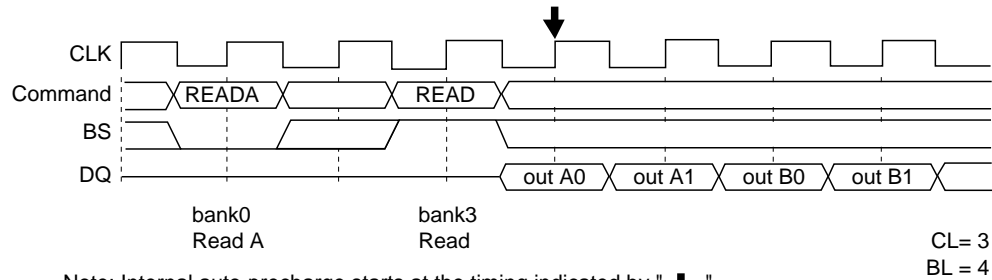 CLK
Command READA READ
BS
DQ out A0 out A1 out B0 out B1
bank0 bank3
Read A Read
CL= 3
BL = 4
Note: Internal auto-precharge starts at the timing indicated by " ".